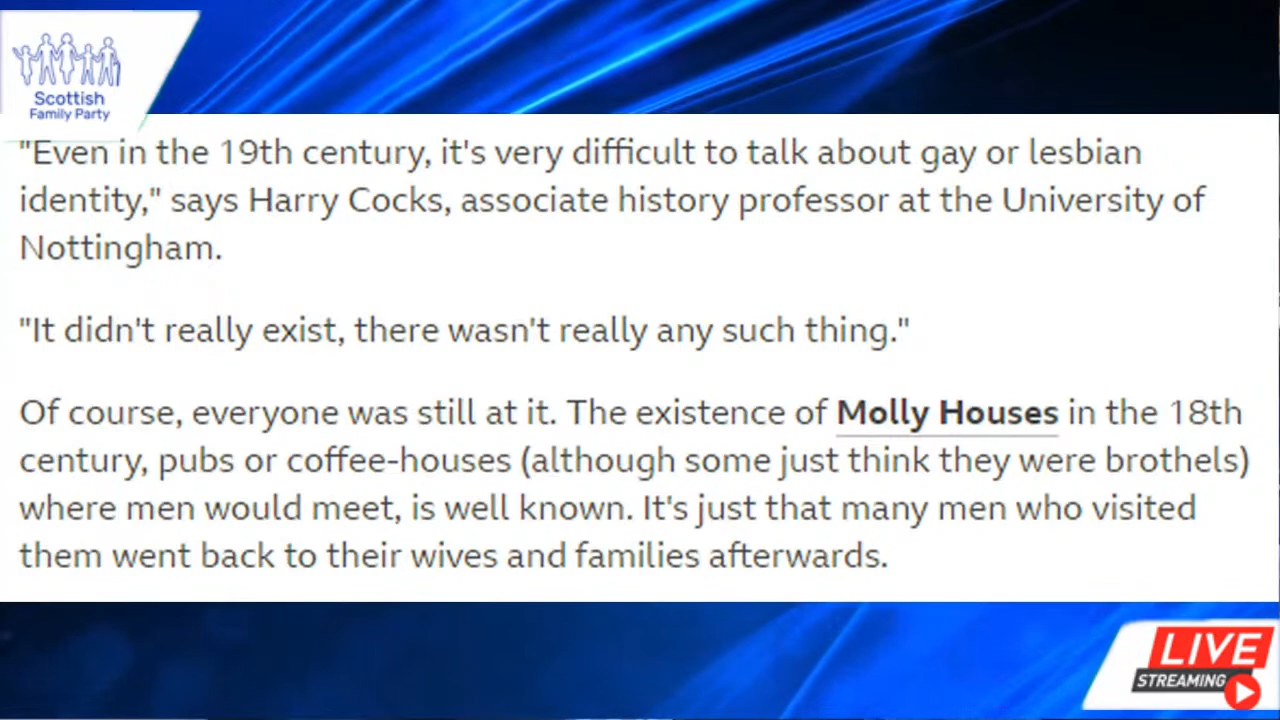 Scottish
Family Party
"Even in the 19th century, it's very difficult to talk about gay or lesbian
identity," says Harry Cocks, associate history professor at the University of
Nottingham.
"It didn't really exist, there wasn't really any such thing."
Of course, everyone was still at it. The existence of Molly Houses in the 18th
century, pubs or coffee-houses (although some just think they were brothels)
where men would meet, is well known. It's just that many men who visited
them went back to their wives and families afterwards.
LIVE
STREAMING